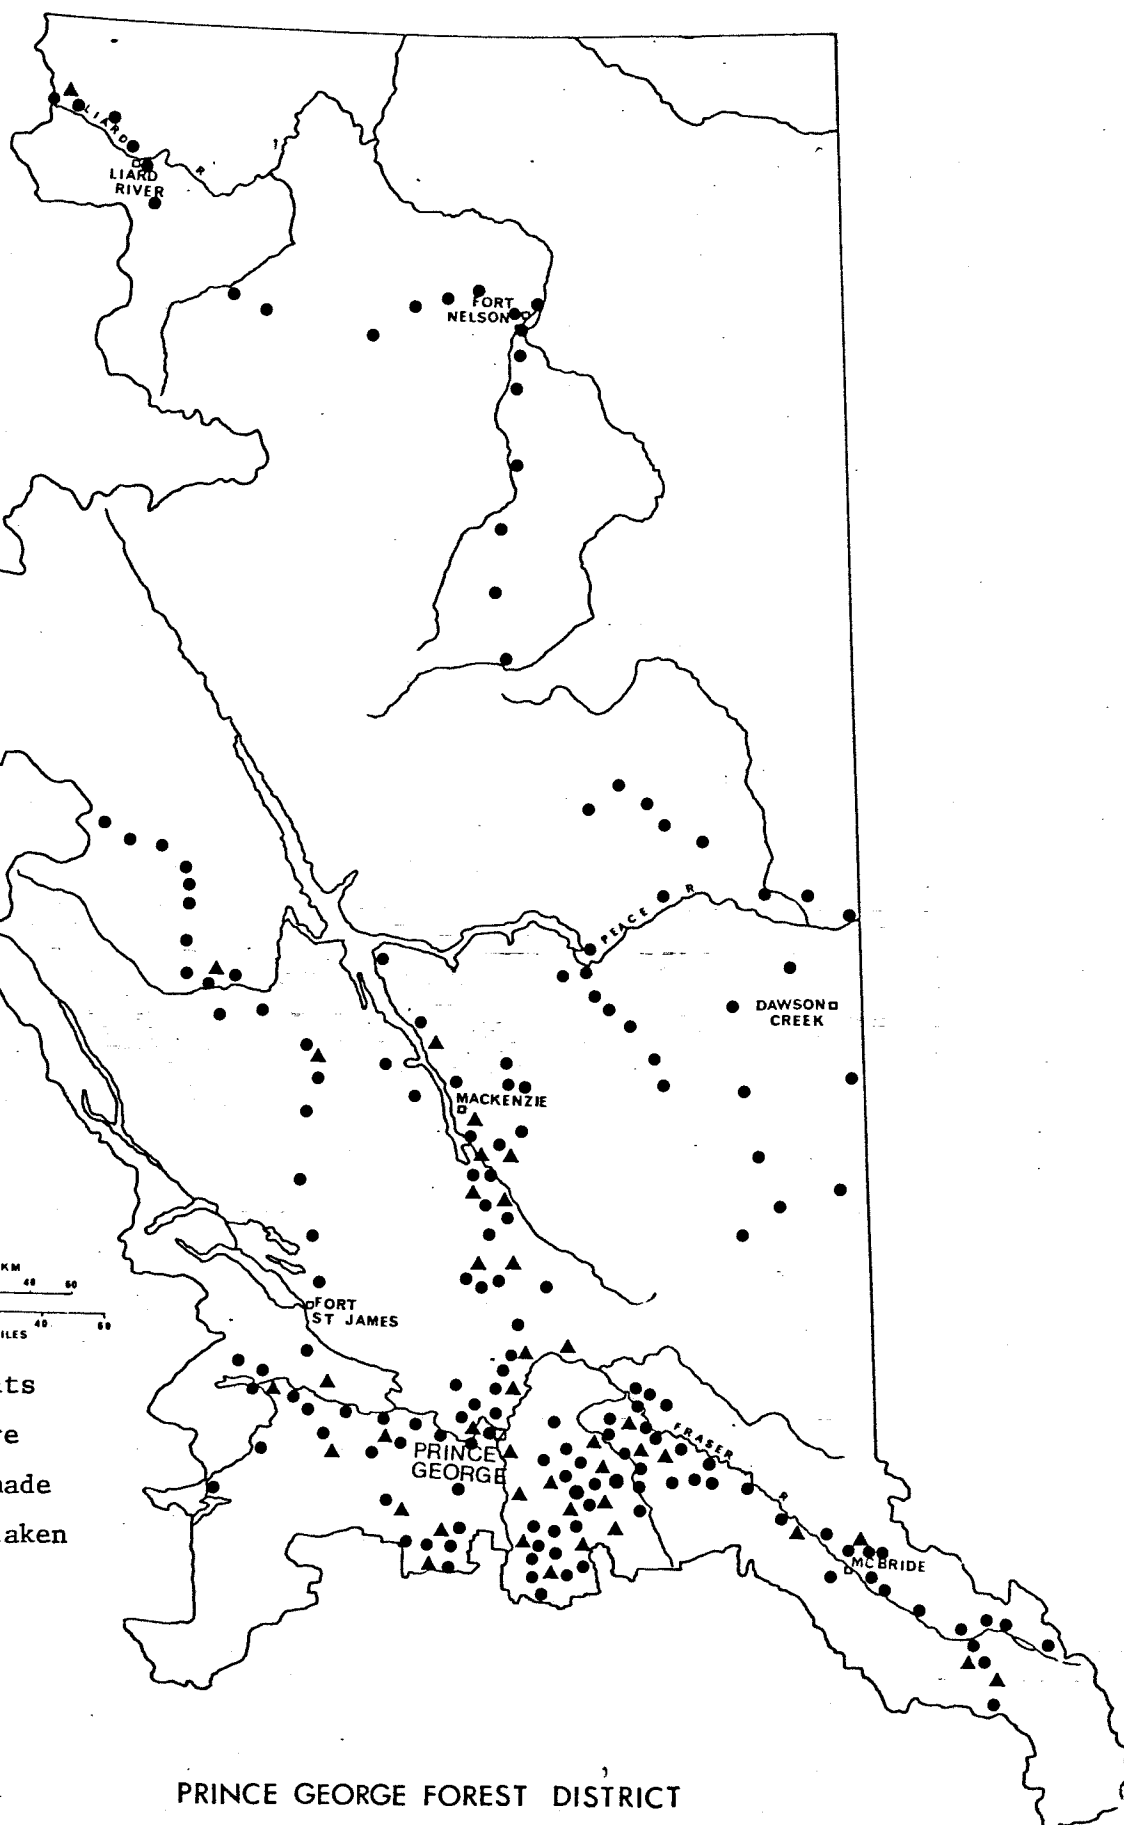 LIARD
R
LIARD
RIVER
FORT
NELSON
PEACE R
DAWSON
CREEK
MACKENZIE
KM
40 60
40 60
ILES
FORT
ST JAMES
ts
e
ade
aken
PRINCE
GEORGE
FRASER
R
MCBRIDE
PRINCE GEORGE FOREST DISTRICT